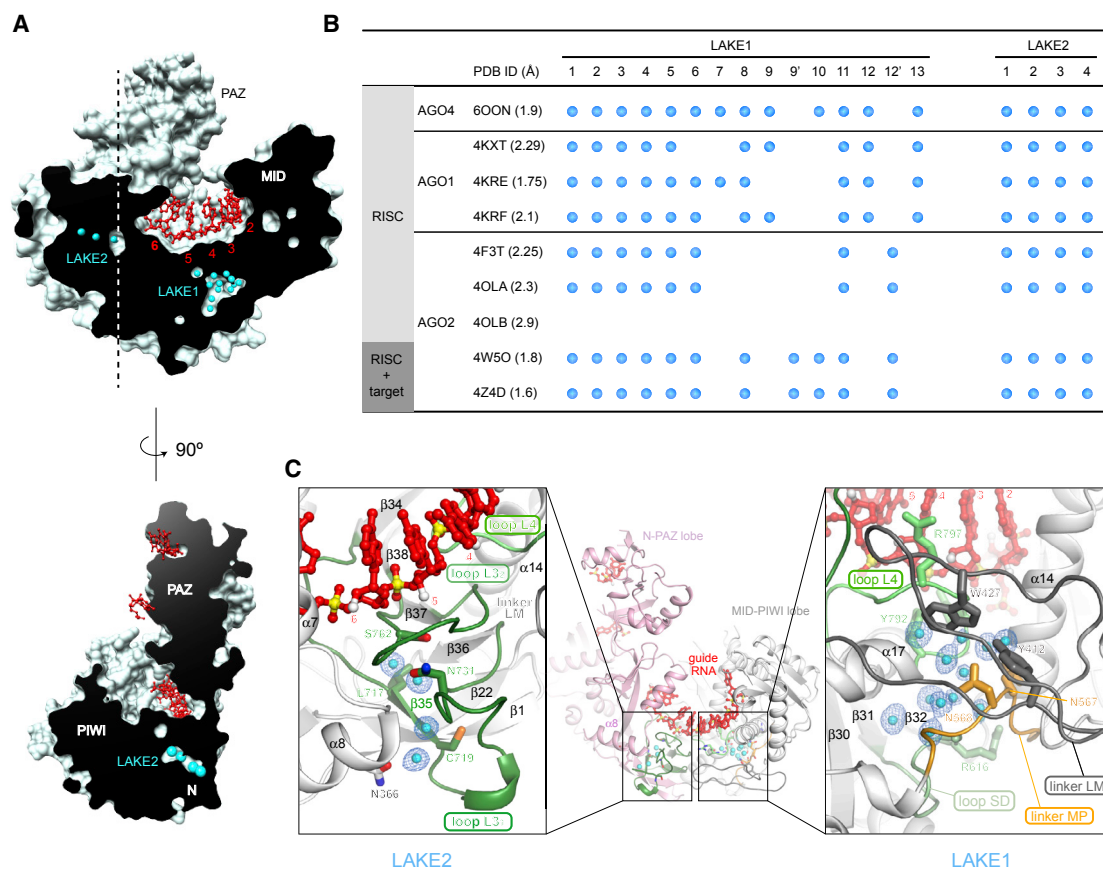 A
PAZ
MID
2
3
4
5
6
LAKE2
LAKE1
90º
PAZ
PIWI
LAKE2
N
B
LAKE1 LAKE2
PDB ID (Å) 1 2 3 4 5 6 7 8 9 9' 10 11 12 12' 13 1 2 3 4
RISC
AGO4 6OON (1.9)
AGO1
4KXT (2.29)
4KRE (1.75)
4KRF (2.1)
AGO2
4F3T (2.25)
4OLA (2.3)
4OLB (2.9)
RISC + target
4W5O (1.8)
4Z4D (1.6)
C
β34
loop L4
β38
4
loop L3
α14
5
linker LM
α7
6
β37
S762
β36
N731
L717
β22
β35
β1
α8
C719
N366
loop L3
LAKE2
N-PAZ lobe
MID-PIWI lobe
guide RNA
α8
5 4 3 2
R797
loop L4
α14
W427
Y792
Y412
α17
N567
N568
β31
β32
β30
R616
linker LM
loop SD
linker MP
LAKE1